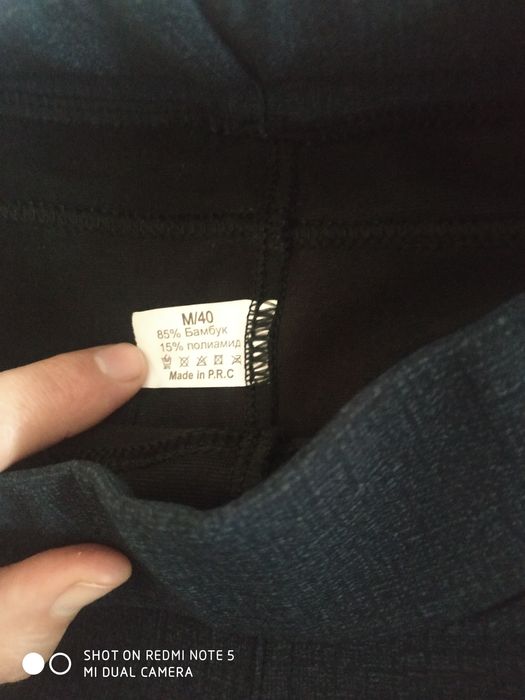 M/40
85% Бамбук
15% полиамид
Made in P.R.C
SHOT ON REDMI NOTE 5
MI DUAL CAMERA